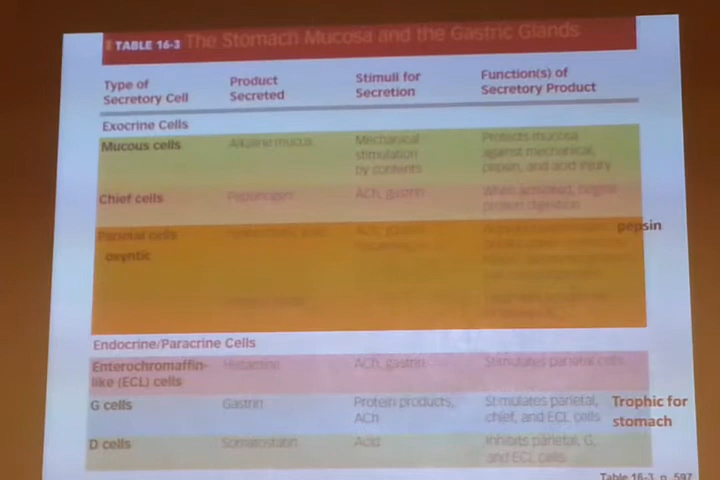 TABLE 16-3 The Stomach Mucosa and the Gastric Glands
Type of Secretory Cell
Product Secreted
Stimuli for Secretion
Function(s) of Secretory Product
Exocrine Cells
Mucous cells
Alkaline mucus
Mechanical stimulation by contents
Protects mucosa against mechanical, pepsin, and acid injury
Chief cells
Pepsinogen
ACh, gastrin
When activated, begins protein digestion
Parietal cells
oxyntic
pepsin
Endocrine/Paracrine Cells
Enterochromaffin-like (ECL) cells
Histamine
ACh, gastrin
Stimulates parietal cells
G cells
Gastrin
Protein products, ACh
Stimulates parietal, chief, and ECL cells
Trophic for stomach
D cells
Somatostatin
Acid
Inhibits parietal, G, and ECL cells
Table 16-3, p. 597